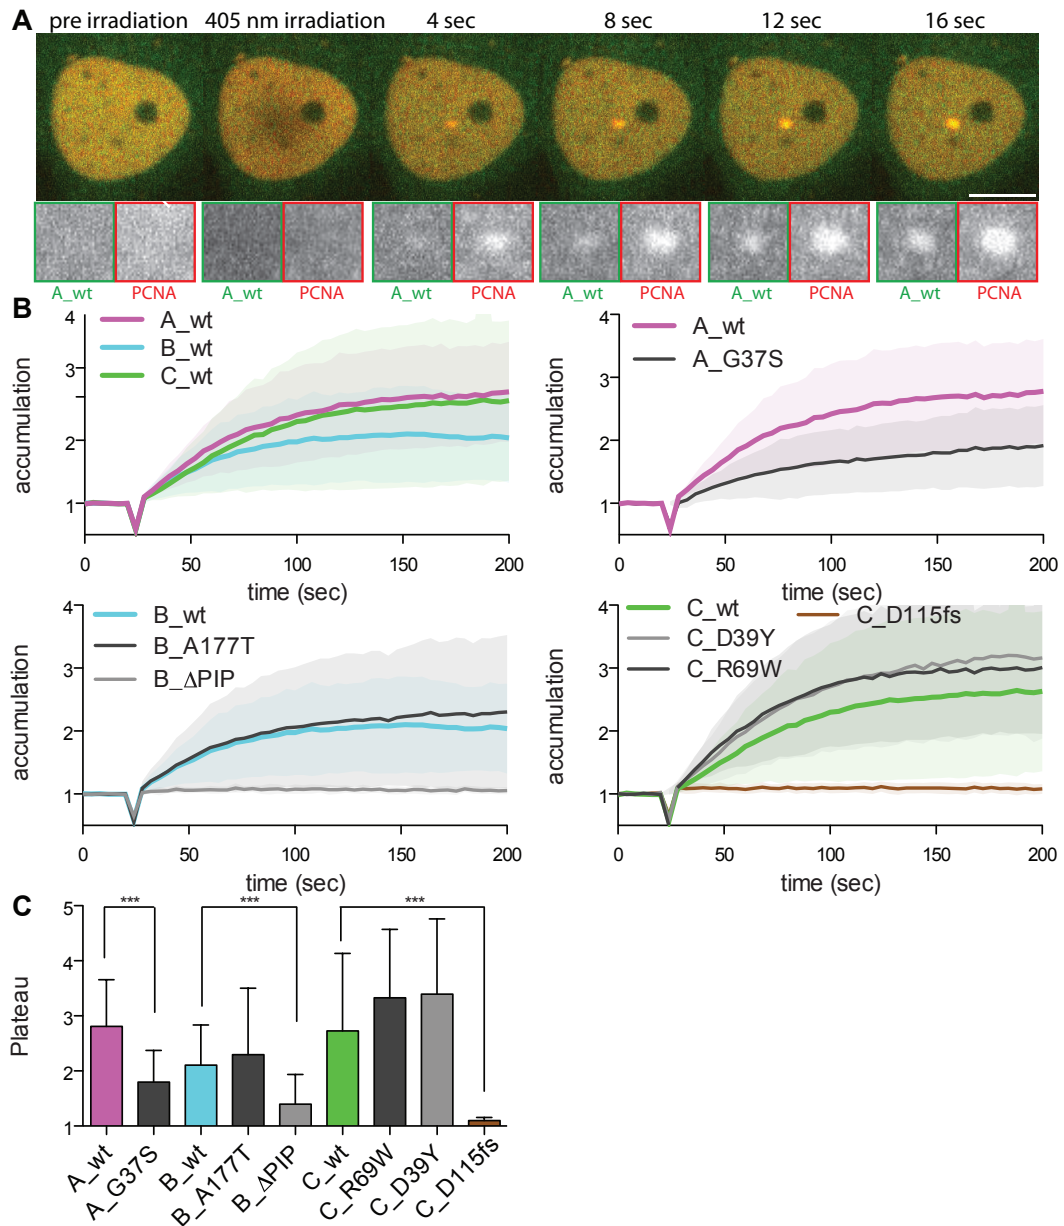 A pre irradiation 405 nm irradiation 4 sec 8 sec 12 sec 16 sec
A_wt PCNA A_wt PCNA A_wt PCNA A_wt PCNA A_wt PCNA A_wt PCNA
B
4
3
2
1
accumulation
A_wt
B_wt
C_wt
0 50 100 150 200
time (sec)
4
3
2
1
accumulation
A_wt
A_G37S
0 50 100 150 200
time (sec)
4
3
2
1
accumulation
B_wt
B_A177T
B_ΔPIP
0 50 100 150 200
time (sec)
4
3
2
1
accumulation
C_wt C_D115fs
C_D39Y
C_R69W
0 50 100 150 200
time (sec)
C
5
4
3
2
1
Plateau
*** *** ***
A_wt A_G37S B_wt B_A177T B_ΔPIP C_wt C_R69W C_D39Y C_D115fs